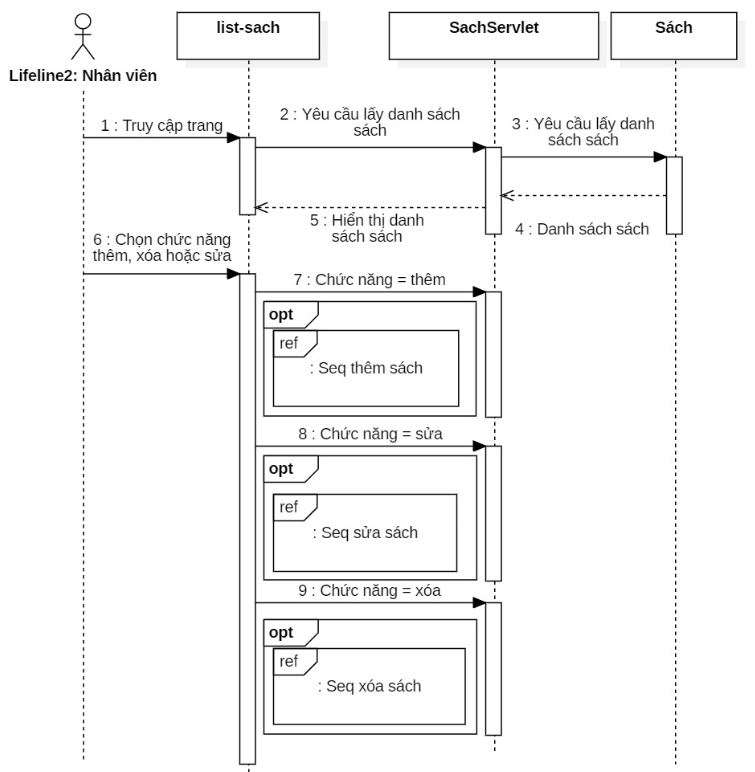 list-sach
SachServlet
Sách
Lifeline2: Nhân viên
1 : Truy cập trang
2 : Yêu cầu lấy danh sách
sách
3 : Yêu cầu lấy danh
sách sách
4 : Danh sách sách
5 : Hiển thị danh
sách sách
6 : Chọn chức năng
thêm, xóa hoặc sửa
7 : Chức năng = thêm
opt
ref
: Seq thêm sách
8 : Chức năng = sửa
opt
ref
: Seq sửa sách
9 : Chức năng = xóa
opt
ref
: Seq xóa sách